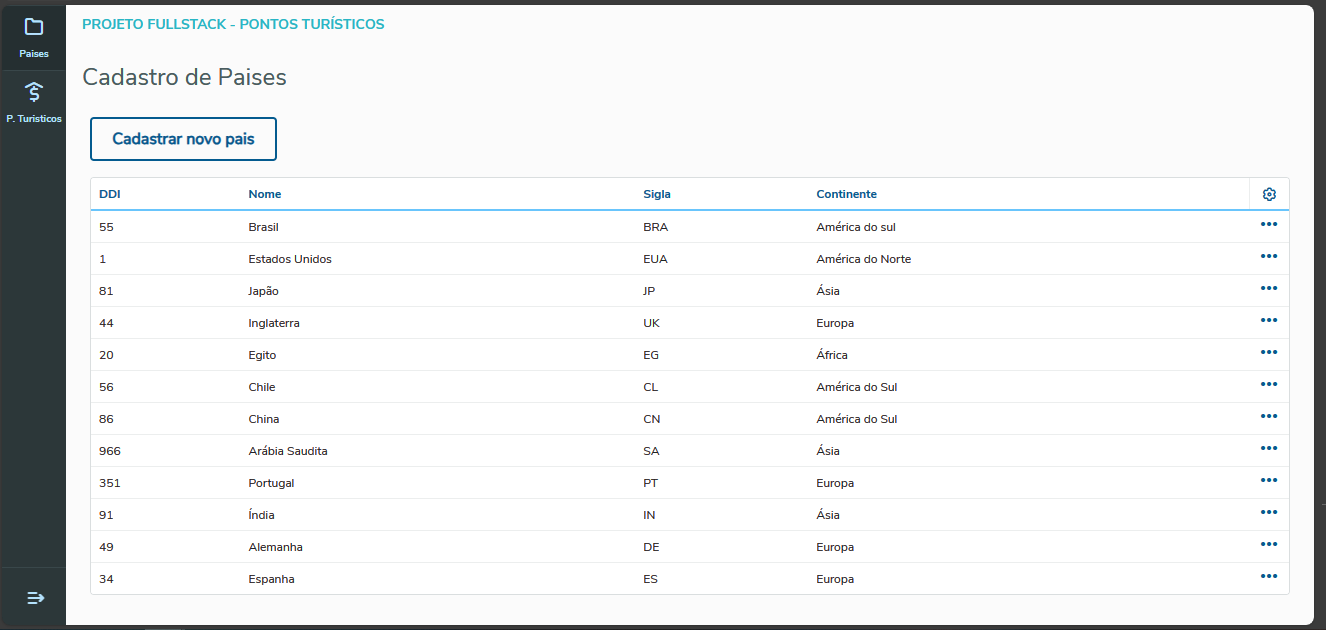 PROJETO FULLSTACK - PONTOS TURÍSTICOS
Paises
P. Turisticos
Cadastro de Paises
Cadastrar novo pais
DDI Nome Sigla Continente
55 Brasil BRA América do sul
1 Estados Unidos EUA América do Norte
81 Japão JP Ásia
44 Inglaterra UK Europa
20 Egito EG África
56 Chile CL América do Sul
86 China CN América do Sul
966 Arábia Saudita SA Ásia
351 Portugal PT Europa
91 Índia IN Ásia
49 Alemanha DE Europa
34 Espanha ES Europa